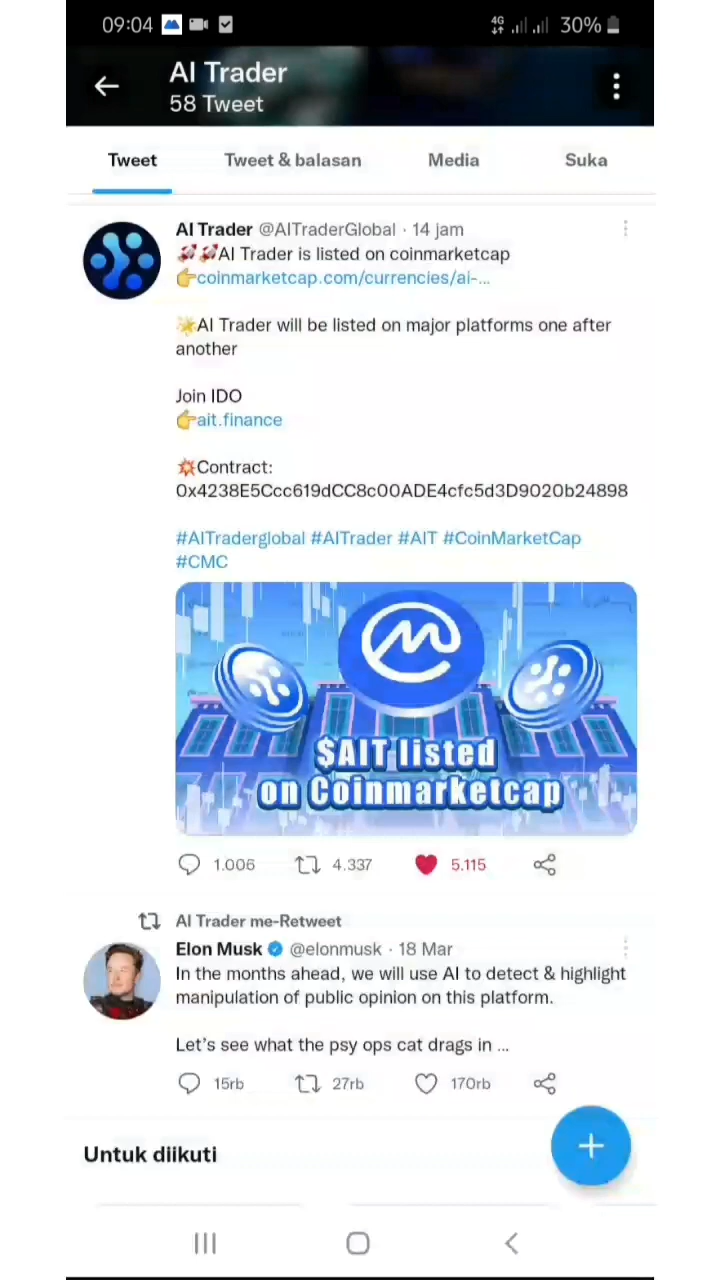 09:04
4G
30%
AI Trader
58 Tweet
Tweet
Tweet & balasan
Media
Suka
AI Trader @AITraderGlobal · 14 jam
🚀🚀AI Trader is listed on coinmarketcap
👉coinmarketcap.com/currencies/ai-...
🌟AI Trader will be listed on major platforms one after
another
Join IDO
👉ait.finance
💥Contract:
0x4238E5Ccc619dCC8c00ADE4cfc5d3D9020b24898
#AITraderglobal #AITrader #AIT #CoinMarketCap
#CMC
$AIT listed
on Coinmarketcap
1.006
4.337
5.115
AI Trader me-Retweet
Elon Musk @elonmusk · 18 Mar
In the months ahead, we will use AI to detect & highlight
manipulation of public opinion on this platform.
Let's see what the psy ops cat drags in ...
15rb
27rb
170rb
Untuk diikuti